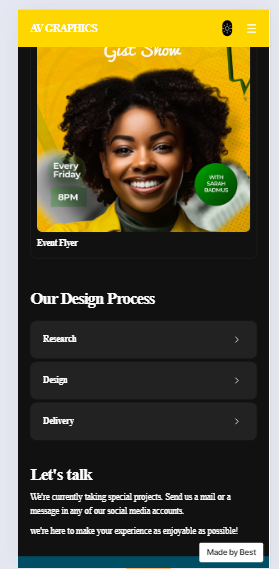 AV GRAPHICS
Gist Show
Every
Friday
8PM
WITH
SARAH
BADMUS
Event Flyer
Our Design Process
Research
Design
Delivery
Let's talk
We're currently taking special projects. Send us a mail or a
message in any of our social media accounts.
we're here to make your experience as enjoyable as possible!
Made by Best